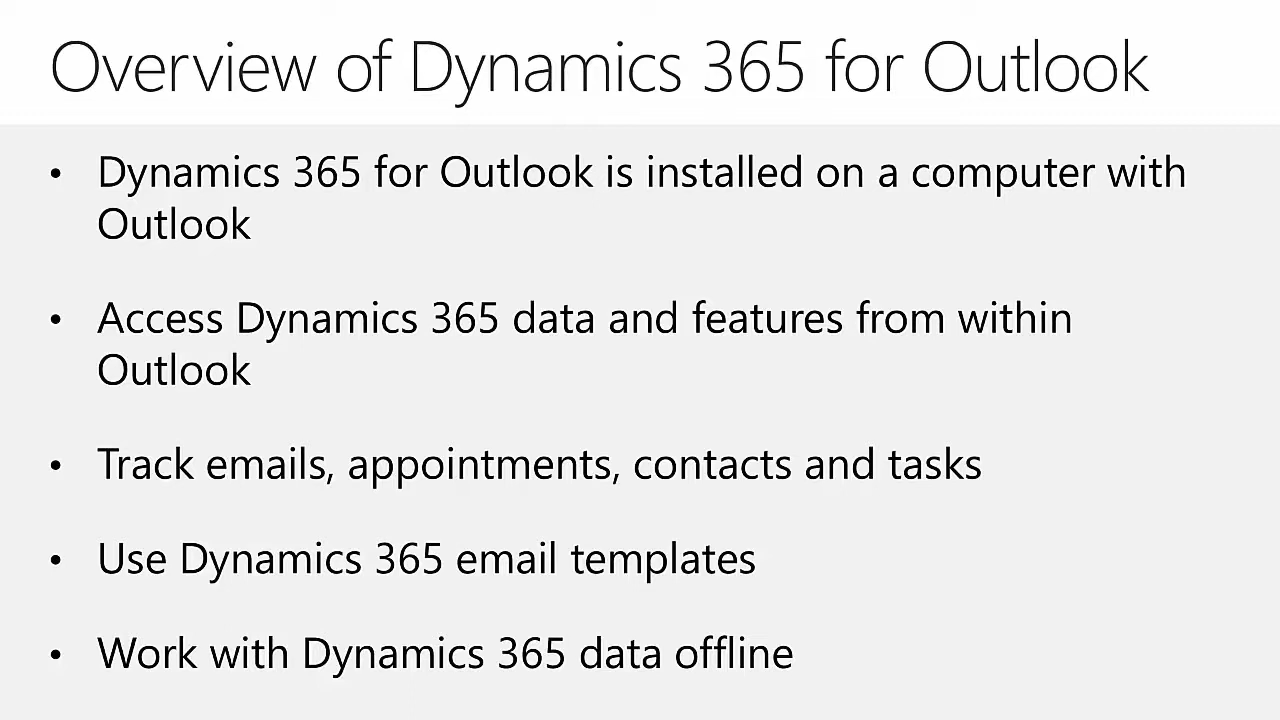 Overview of Dynamics 365 for Outlook
• Dynamics 365 for Outlook is installed on a computer with
Outlook
• Access Dynamics 365 data and features from within
Outlook
• Track emails, appointments, contacts and tasks
• Use Dynamics 365 email templates
• Work with Dynamics 365 data offline